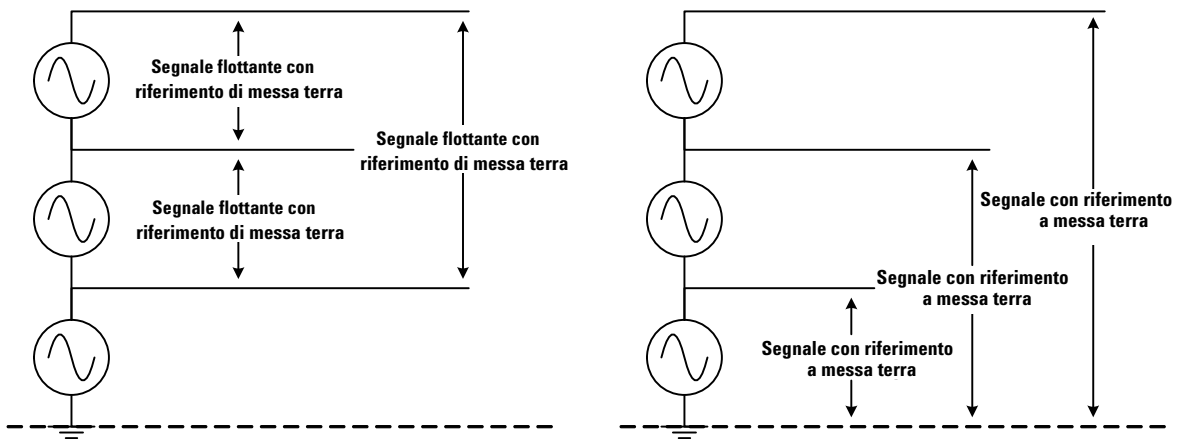 Segnale flottante con
riferimento di messa terra
Segnale flottante con
riferimento di messa terra
Segnale flottante con
riferimento di messa terra
Segnale con riferimento
a messa terra
Segnale con riferimento
a messa terra
Segnale con riferimento
a messa terra